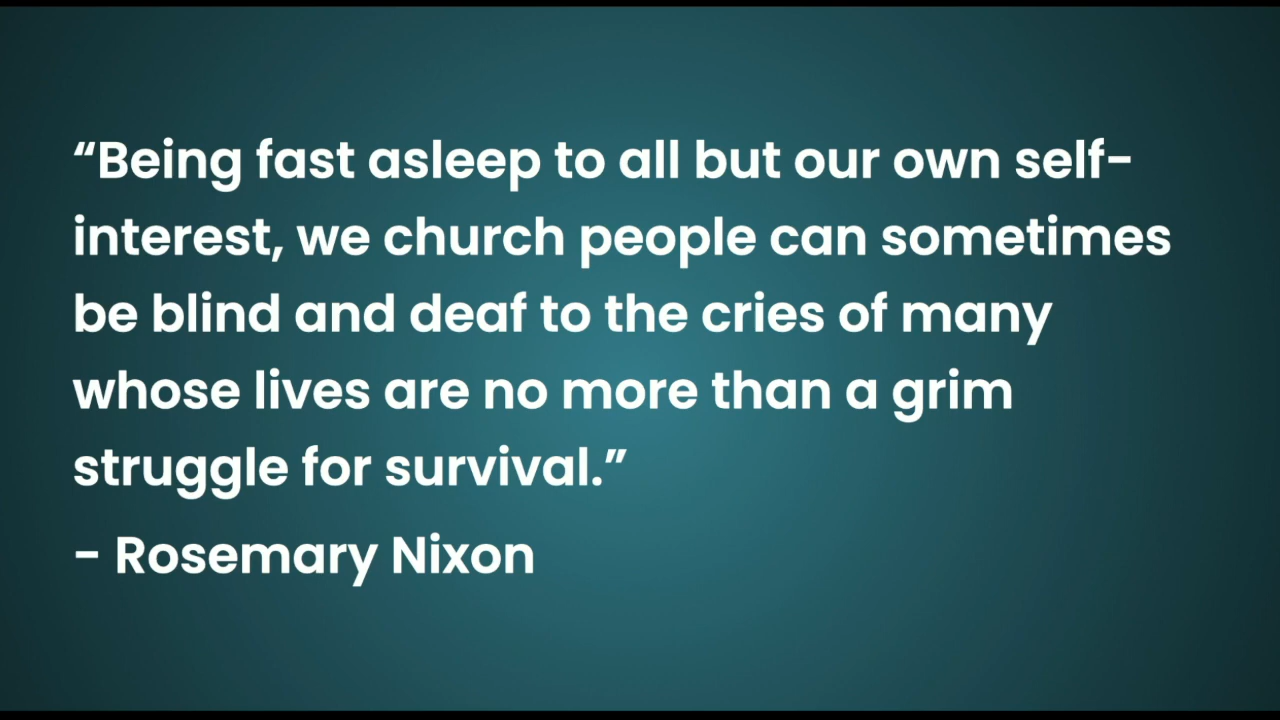 “Being fast asleep to all but our own self-
interest, we church people can sometimes
be blind and deaf to the cries of many
whose lives are no more than a grim
struggle for survival.”
- Rosemary Nixon